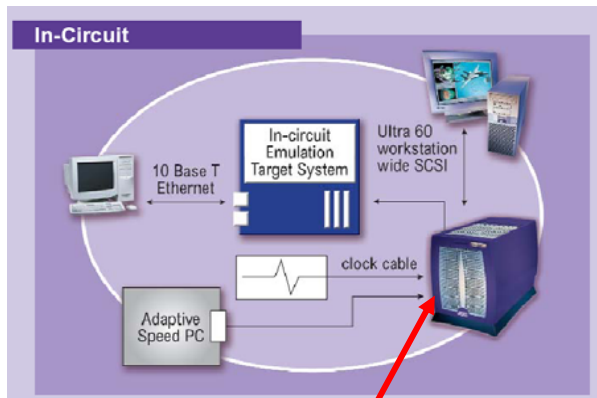 In-Circuit
In-circuit
Emulation
Target System
Ultra 60
workstation
wide SCSI
10 Base T
Ethernet
clock cable
Adaptive
Speed PC